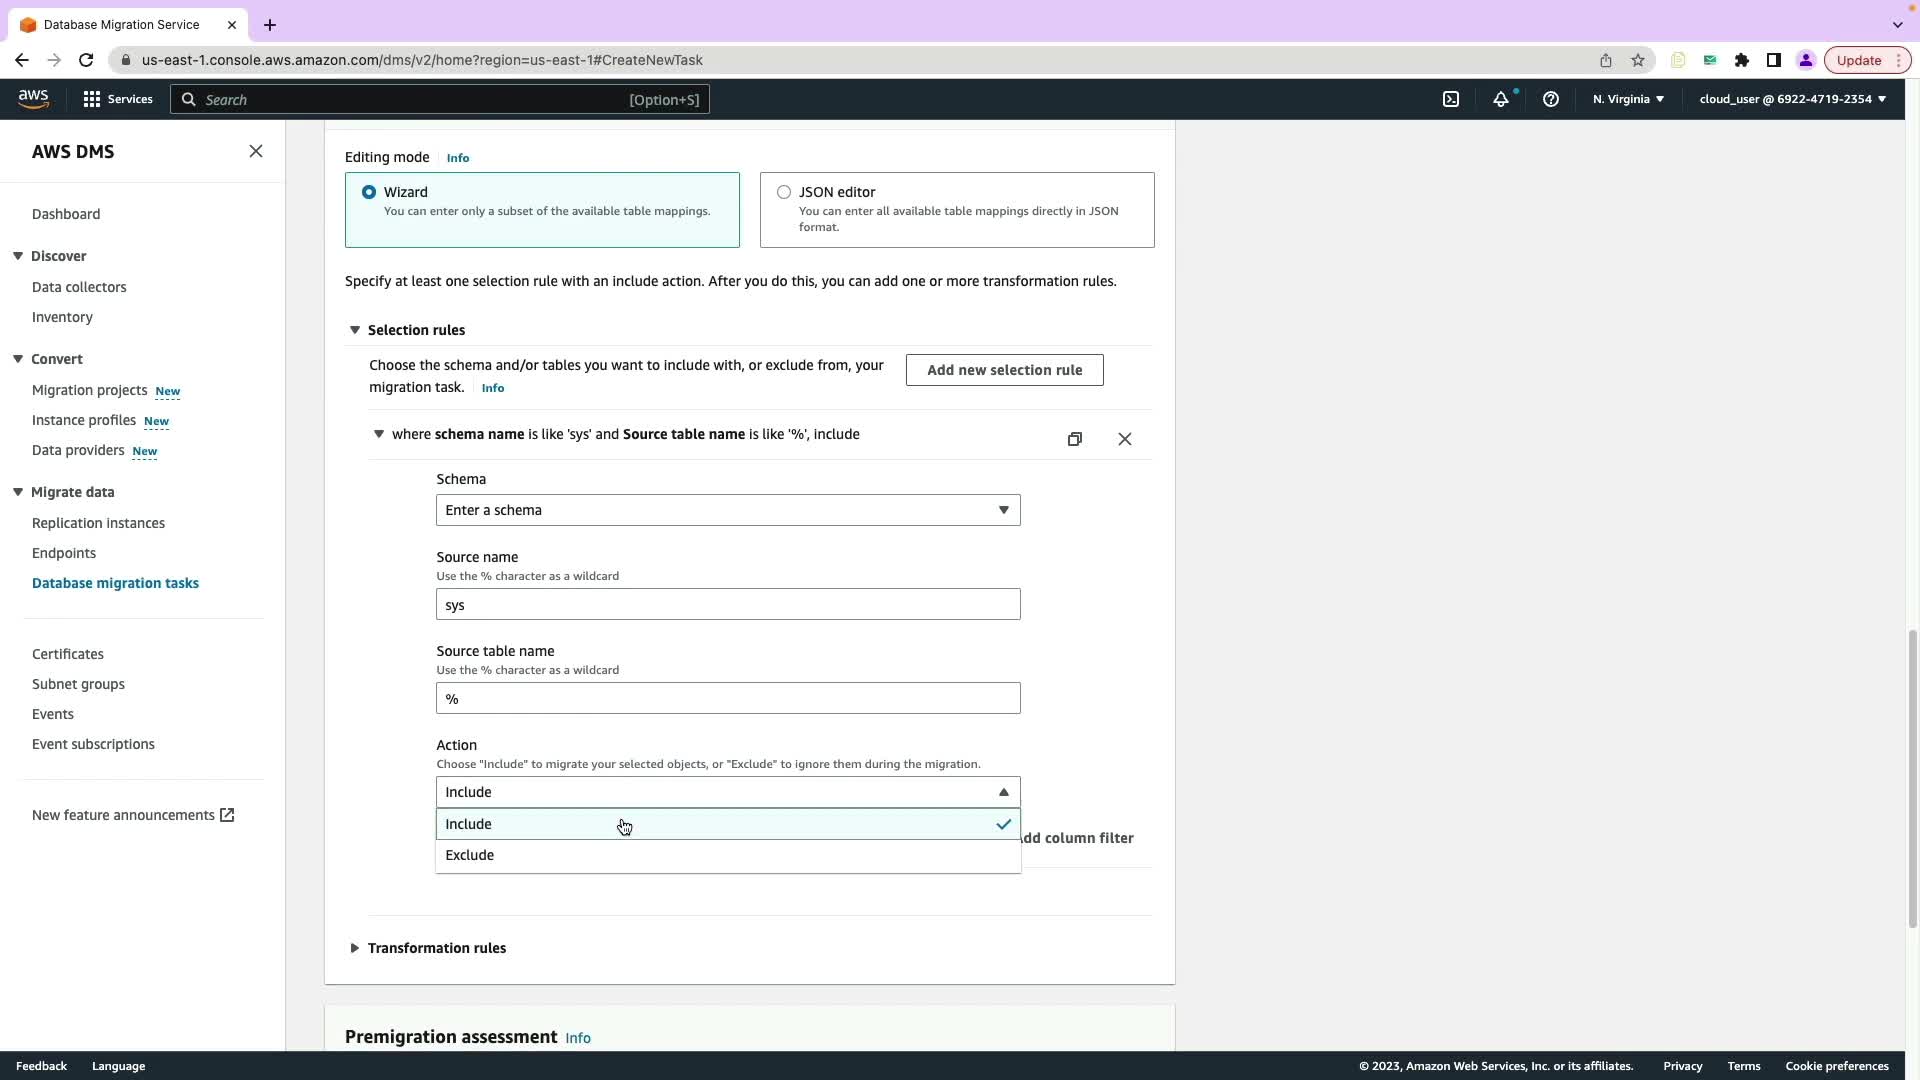 Database Migration Service
us-east-1.console.aws.amazon.com/dms/v2/home?region=us-east-1#CreateNewTask
Update
aws
Services
Search
[Option+S]
N. Virginia
cloud_user @ 6922-4719-2354
AWS DMS
Dashboard
Discover
Data collectors
Inventory
Convert
Migration projects New
Instance profiles New
Data providers New
Migrate data
Replication instances
Endpoints
Database migration tasks
Certificates
Subnet groups
Events
Event subscriptions
New feature announcements
Editing mode Info
Wizard
You can enter only a subset of the available table mappings.
JSON editor
You can enter all available table mappings directly in JSON
format.
Specify at least one selection rule with an include action. After you do this, you can add one or more transformation rules.
Selection rules
Choose the schema and/or tables you want to include with, or exclude from, your
migration task. Info
Add new selection rule
where schema name is like 'sys' and Source table name is like '%', include
Schema
Enter a schema
Source name
Use the % character as a wildcard
sys
Source table name
Use the % character as a wildcard
%
Action
Choose "Include" to migrate your selected objects, or "Exclude" to ignore them during the migration.
Include
Include
Exclude
dd column filter
Transformation rules
Premigration assessment Info
Feedback
Language
© 2023, Amazon Web Services, Inc. or its affiliates.
Privacy
Terms
Cookie preferences